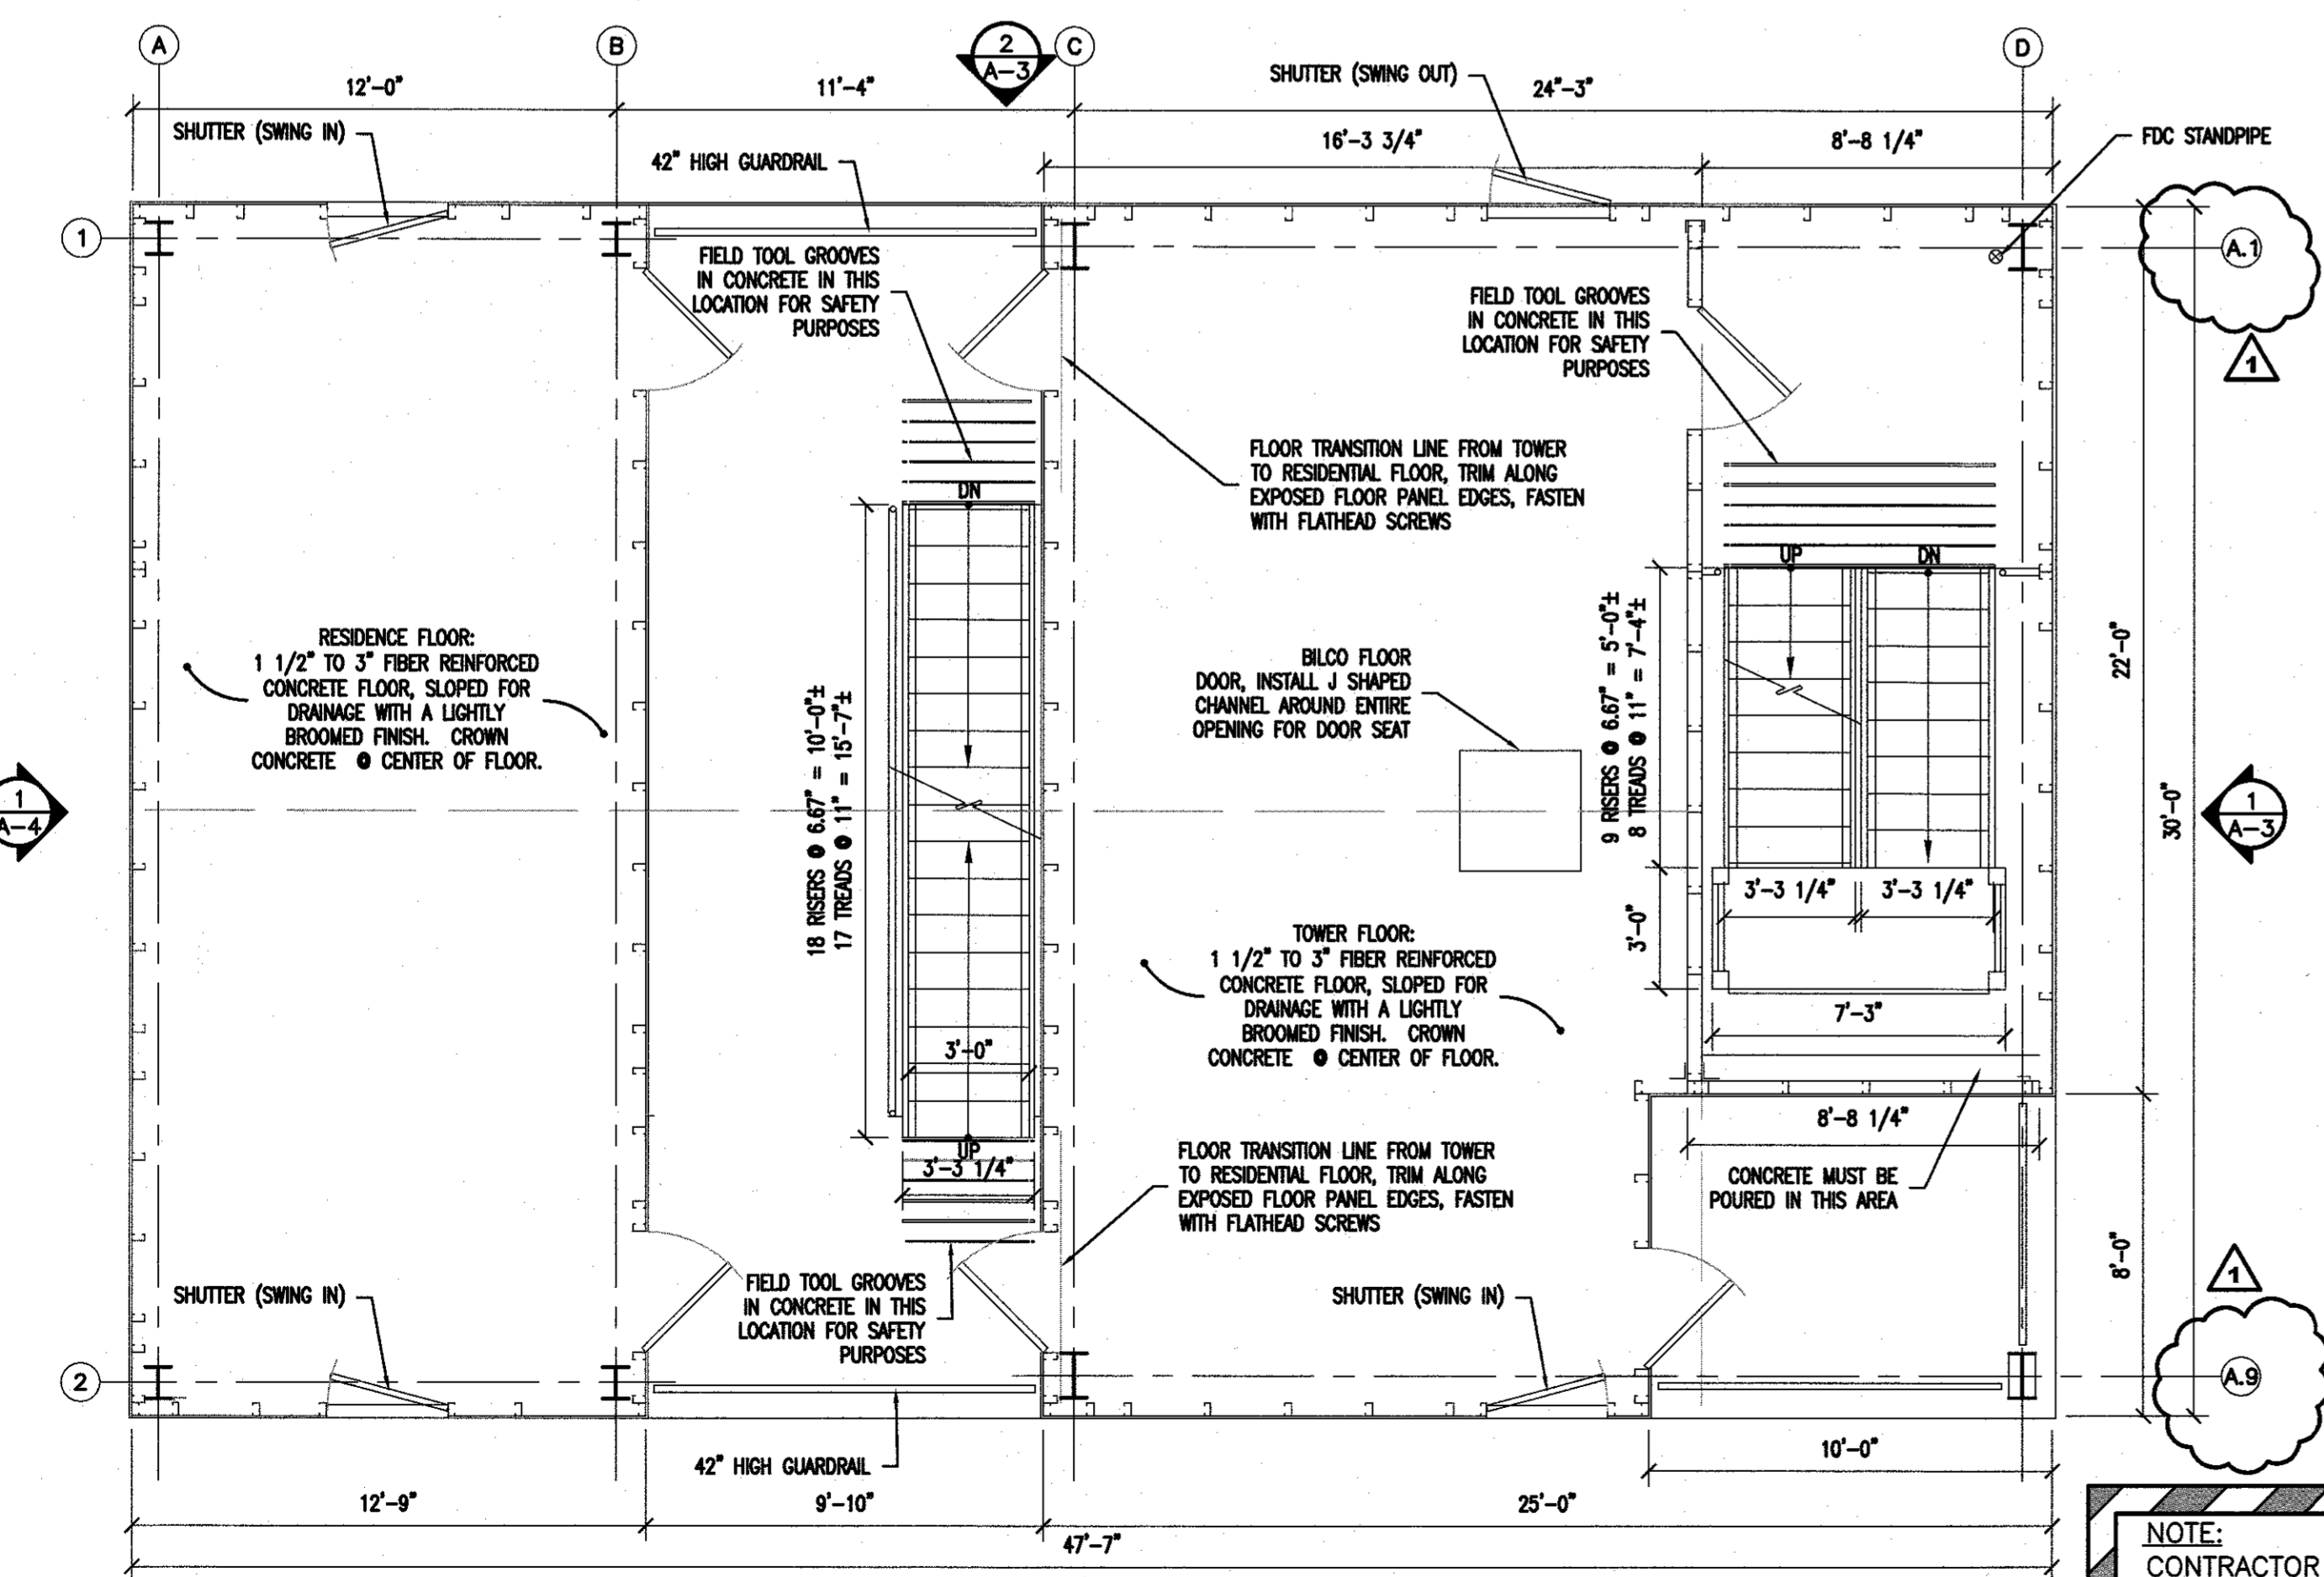 A
B
2
A-3
C
D
12'-0"
11'-4"
SHUTTER (SWING OUT)
24"-3"
SHUTTER (SWING IN)
42" HIGH GUARDRAIL
16'-3 3/4"
8'-8 1/4"
FDC STANDPIPE
1
FIELD TOOL GROOVES
IN CONCRETE IN THIS
LOCATION FOR SAFETY
PURPOSES
FIELD TOOL GROOVES
IN CONCRETE IN THIS
LOCATION FOR SAFETY
PURPOSES
A.1
1
FLOOR TRANSITION LINE FROM TOWER
TO RESIDENTIAL FLOOR, TRIM ALONG
EXPOSED FLOOR PANEL EDGES, FASTEN
WITH FLATHEAD SCREWS
DN
UP
DN
RESIDENCE FLOOR:
1 1/2" TO 3" FIBER REINFORCED
CONCRETE FLOOR, SLOPED FOR
DRAINAGE WITH A LIGHTLY
BROOMED FINISH. CROWN
CONCRETE @ CENTER OF FLOOR.
18 RISERS @ 6.67" = 10'-0"±
17 TREADS @ 11" = 15'-7"±
BILCO FLOOR
DOOR, INSTALL J SHAPED
CHANNEL AROUND ENTIRE
OPENING FOR DOOR SEAT
9 RISERS @ 6.67" = 5'-0"±
8 TREADS @ 11" = 7'-4"±
22'-0"
30'-0"
1
A-4
1
A-3
3'-3 1/4"
3'-3 1/4"
3'-0"
TOWER FLOOR:
1 1/2" TO 3" FIBER REINFORCED
CONCRETE FLOOR, SLOPED FOR
DRAINAGE WITH A LIGHTLY
BROOMED FINISH. CROWN
CONCRETE @ CENTER OF FLOOR.
7'-3"
3'-0"
8'-8 1/4"
UP
3'-3 1/4"
FLOOR TRANSITION LINE FROM TOWER
TO RESIDENTIAL FLOOR, TRIM ALONG
EXPOSED FLOOR PANEL EDGES, FASTEN
WITH FLATHEAD SCREWS
CONCRETE MUST BE
POURED IN THIS AREA
8'-0"
1
SHUTTER (SWING IN)
FIELD TOOL GROOVES
IN CONCRETE IN THIS
LOCATION FOR SAFETY
PURPOSES
SHUTTER (SWING IN)
2
A.9
42" HIGH GUARDRAIL
10'-0"
12'-9"
9'-10"
25'-0"
47'-7"
NOTE:
CONTRACTOR